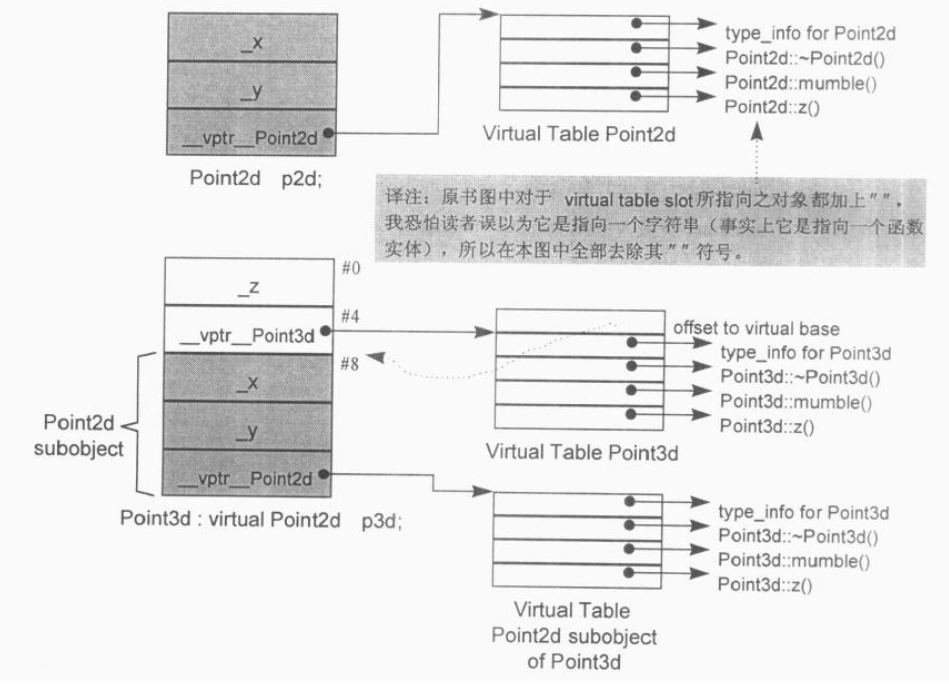 _x
_y
__vptr__Point2d
Point2d p2d;
type_info for Point2d
Point2d::~Point2d()
Point2d::mumble()
Point2d::z()
Virtual Table Point2d
译注：原书图中对于 virtual table slot所指向之对象都加上""，
我恐怕读者误以为它是指向一个字符串（事实上它是指向一个函数
实体），所以在本图中全部去除其""符号。
#0
_z
#4
__vptr__Point3d
#8
_x
_y
__vptr__Point2d
Point2d
subobject
Point3d : virtual Point2d p3d;
offset to virtual base
type_info for Point3d
Point3d::~Point3d()
Point3d::mumble()
Point3d::z()
Virtual Table Point3d
type_info for Point3d
Point3d::~Point3d()
Point3d::mumble()
Point3d::z()
Virtual Table
Point2d subobject
of Point3d